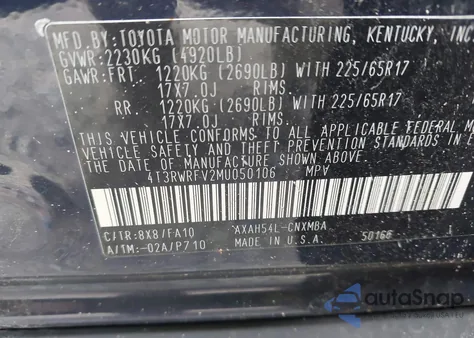 MFD.BY:TOYOTA MOTOR MANUFACTURING, KENTUCKY, INC.
GVWR:2230KG (4920LB)
GAWR:FRT. 1220KG (2690LB) WITH 225/65R17
17X7.0J RIMS.
RR. 1220KG (2690LB) WITH 225/65R17
17X7.0J RIMS.
THIS VEHICLE CONFORMS TO ALL APPLICABLE FEDERAL M
VEHICLE SAFETY AND THEFT PREVENTION STANDARDS IN E
THE DATE OF MANUFACTURE SHOWN ABOVE.
4T3RWRFV2MU050106 MPV
C/TR:8X8/FA10 AXAH54L-CNXMBA 50166
A/TM:-02A/P710
autoSnap